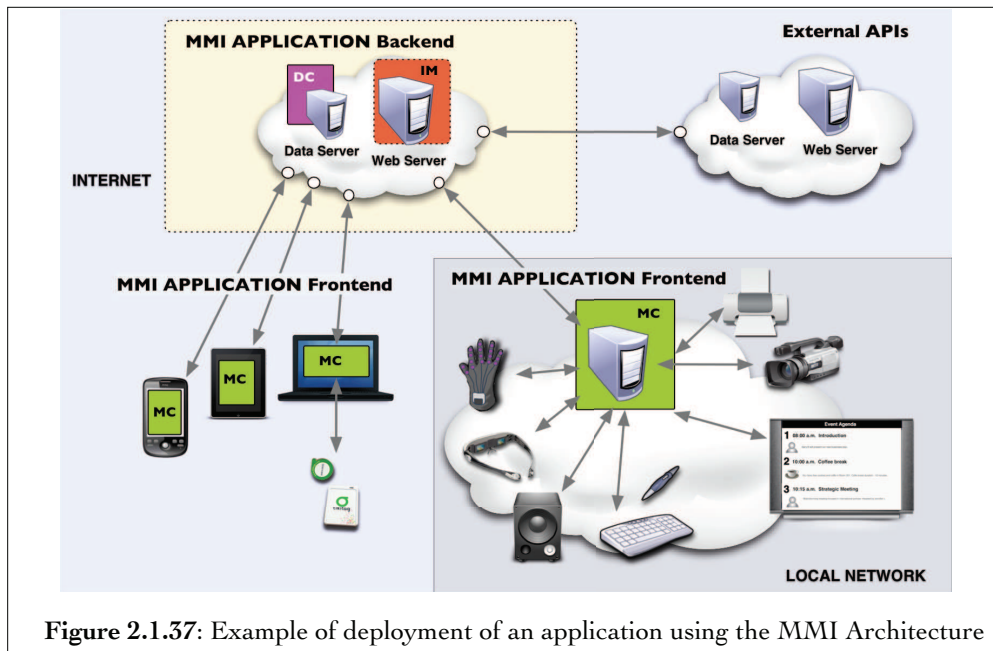 MMI APPLICATION Backend
External APIs
DC
IM
Data Server
Web Server
Data Server
Web Server
INTERNET
MMI APPLICATION Frontend
MMI APPLICATION Frontend
MC
MC
MC
MC
Event Agenda
1 09:00 a.m. Introduction
2 10:00 a.m. Coffee break
3 10:15 a.m. Strategic Meeting
LOCAL NETWORK
Figure 2.1.37: Example of deployment of an application using the MMI Architecture